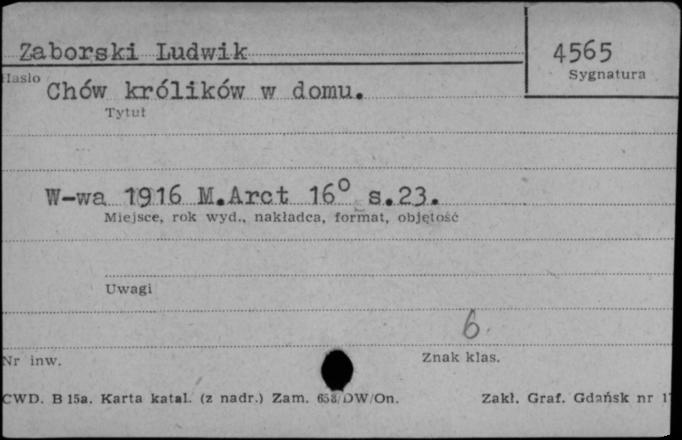 Zaborski Ludwik
4565
Hasło
Sygnatura
Chów królików w domu.
Tytuł
W-wa 1916 M.Arct 16° s.23.
Miejsce, rok wyd., nakładca, format, objętość
Uwagi
6
Nr inw.
Znak klas.
CWD. B 15a. Karta katal. (z nadr.) Zam. 658/DW/On.
Zakł. Graf. Gdańsk nr